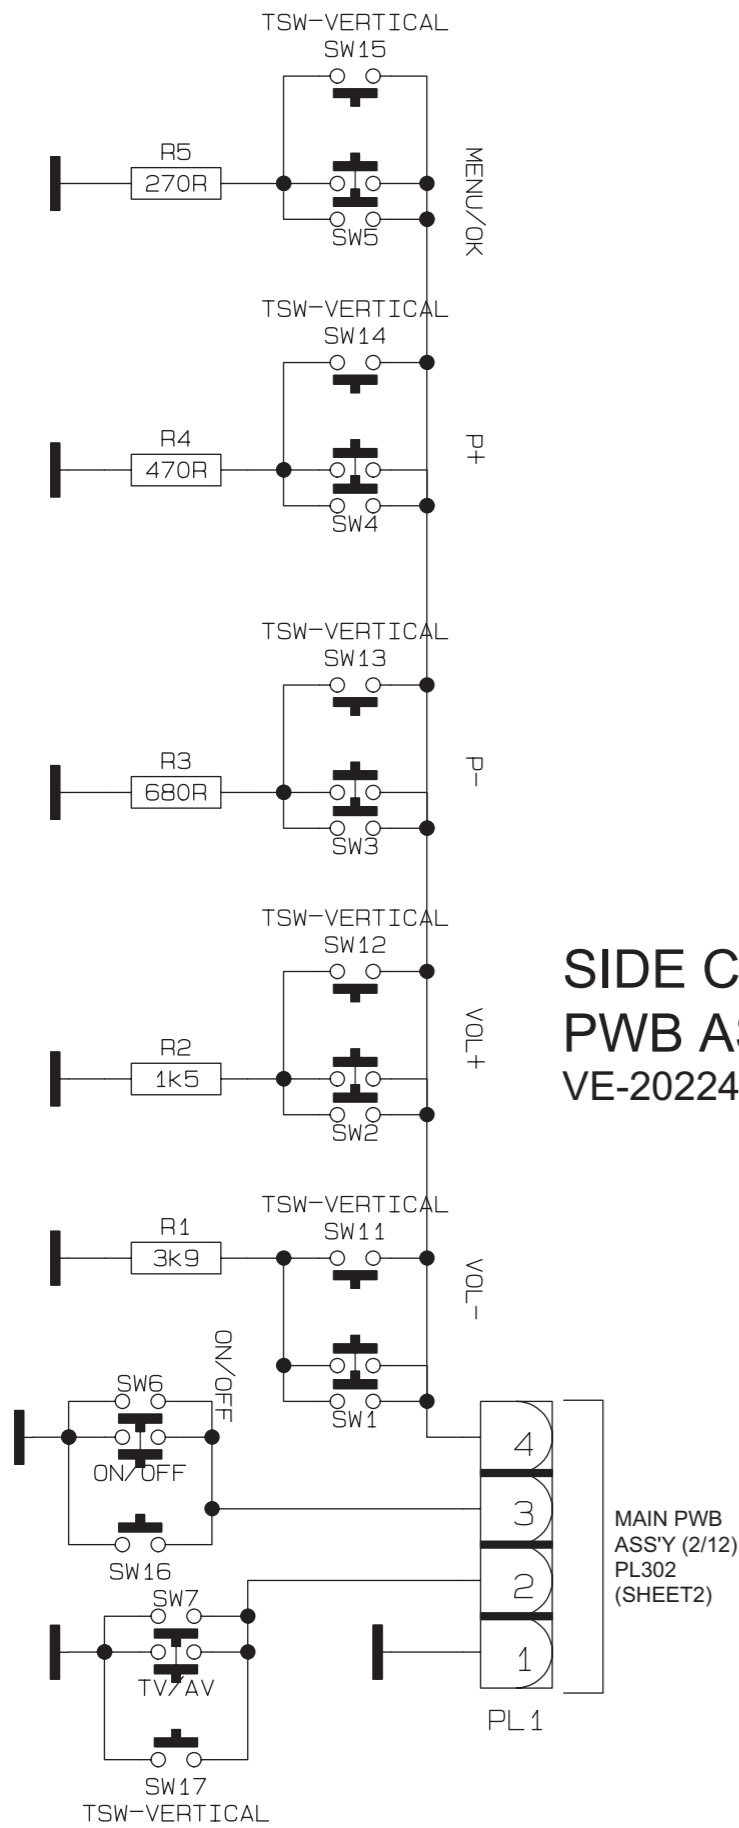 TSW-VERTICAL
SW15
R5
270R
SW5
MENU/OK
TSW-VERTICAL
SW14
R4
470R
SW4
P+
TSW-VERTICAL
SW13
R3
680R
SW3
P-
TSW-VERTICAL
SW12
R2
1K5
SW2
VOL+
SIDE C
PWB
VE-20224
TSW-VERTICAL
R1
SW11
3K9
VOL-
SW1
ON/OFF
SW6
ON/OFF
SW16
SW7
TV/AV
SW17
TSW-VERTICAL
4
3
2
1
PL1
MAIN PWB
ASS'Y (2/12)
PL302
(SHEET2)